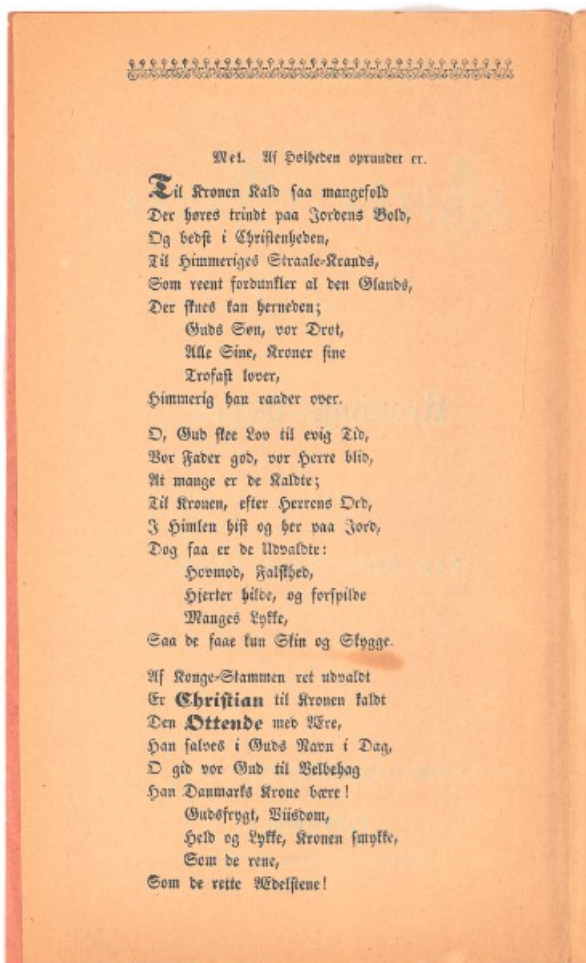 Mel. Af Høiheden oprundet er.
Til Kronen Kald saa mangefold
Der høres trindt paa Jordens Bold,
Og bedst i Christenheden,
Til Himmeriges Straale-Krands,
Som reent fordunkler al den Glands,
Der skues kan herneden;
Guds Søn, vor Drot,
Alle Sine, Kroner fine
Trofast lover,
Himmerig han raader over.
O, Gud skee Lov til evig Tid,
Vor Fader god, vor Herre blid,
At mange er de Kaldte;
Til Kronen, efter Herrens Ord,
I Himlen hist og her paa Jord,
Dog faa er de Udvaldte:
Hovmod, Falskhed,
Hjerter hilde, og forspilde
Manges Lykke,
Saa de faae kun Skin og Skygge.
Af Konge-Stammen ret udvaldt
Er Christian til Kronen kaldt
Den Ottende med Ære,
Han salves i Guds Navn i Dag,
O gid vor Gud til Velbehag
Han Danmarks Krone bære!
Gudsfrygt, Viisdom,
Held og Lykke, Kronen smykke,
Som de rene,
Som de rette Ædelstene!